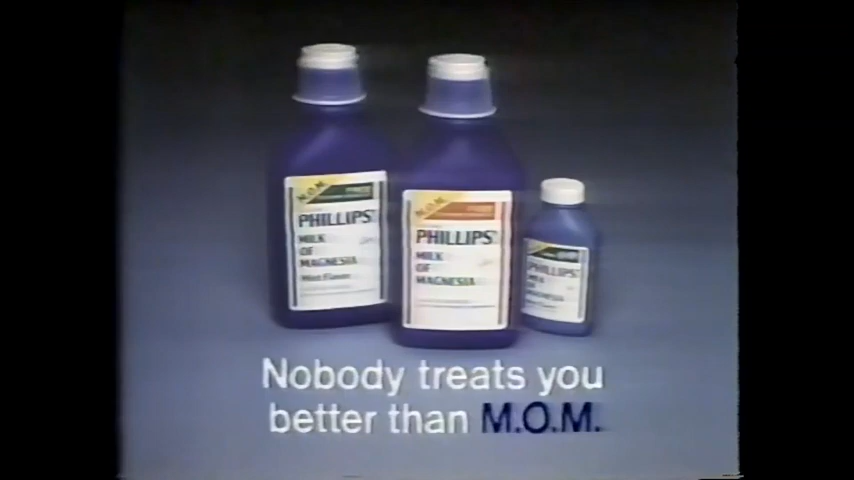 M.O.M.
PHILLIPS'
MILK
OF
MAGNESIA
Mint Flavor
M.O.M.
PHILLIPS'
MILK
OF
MAGNESIA
PHILLIPS'
MILK
OF
MAGNESIA
Nobody treats you
better than M.O.M.